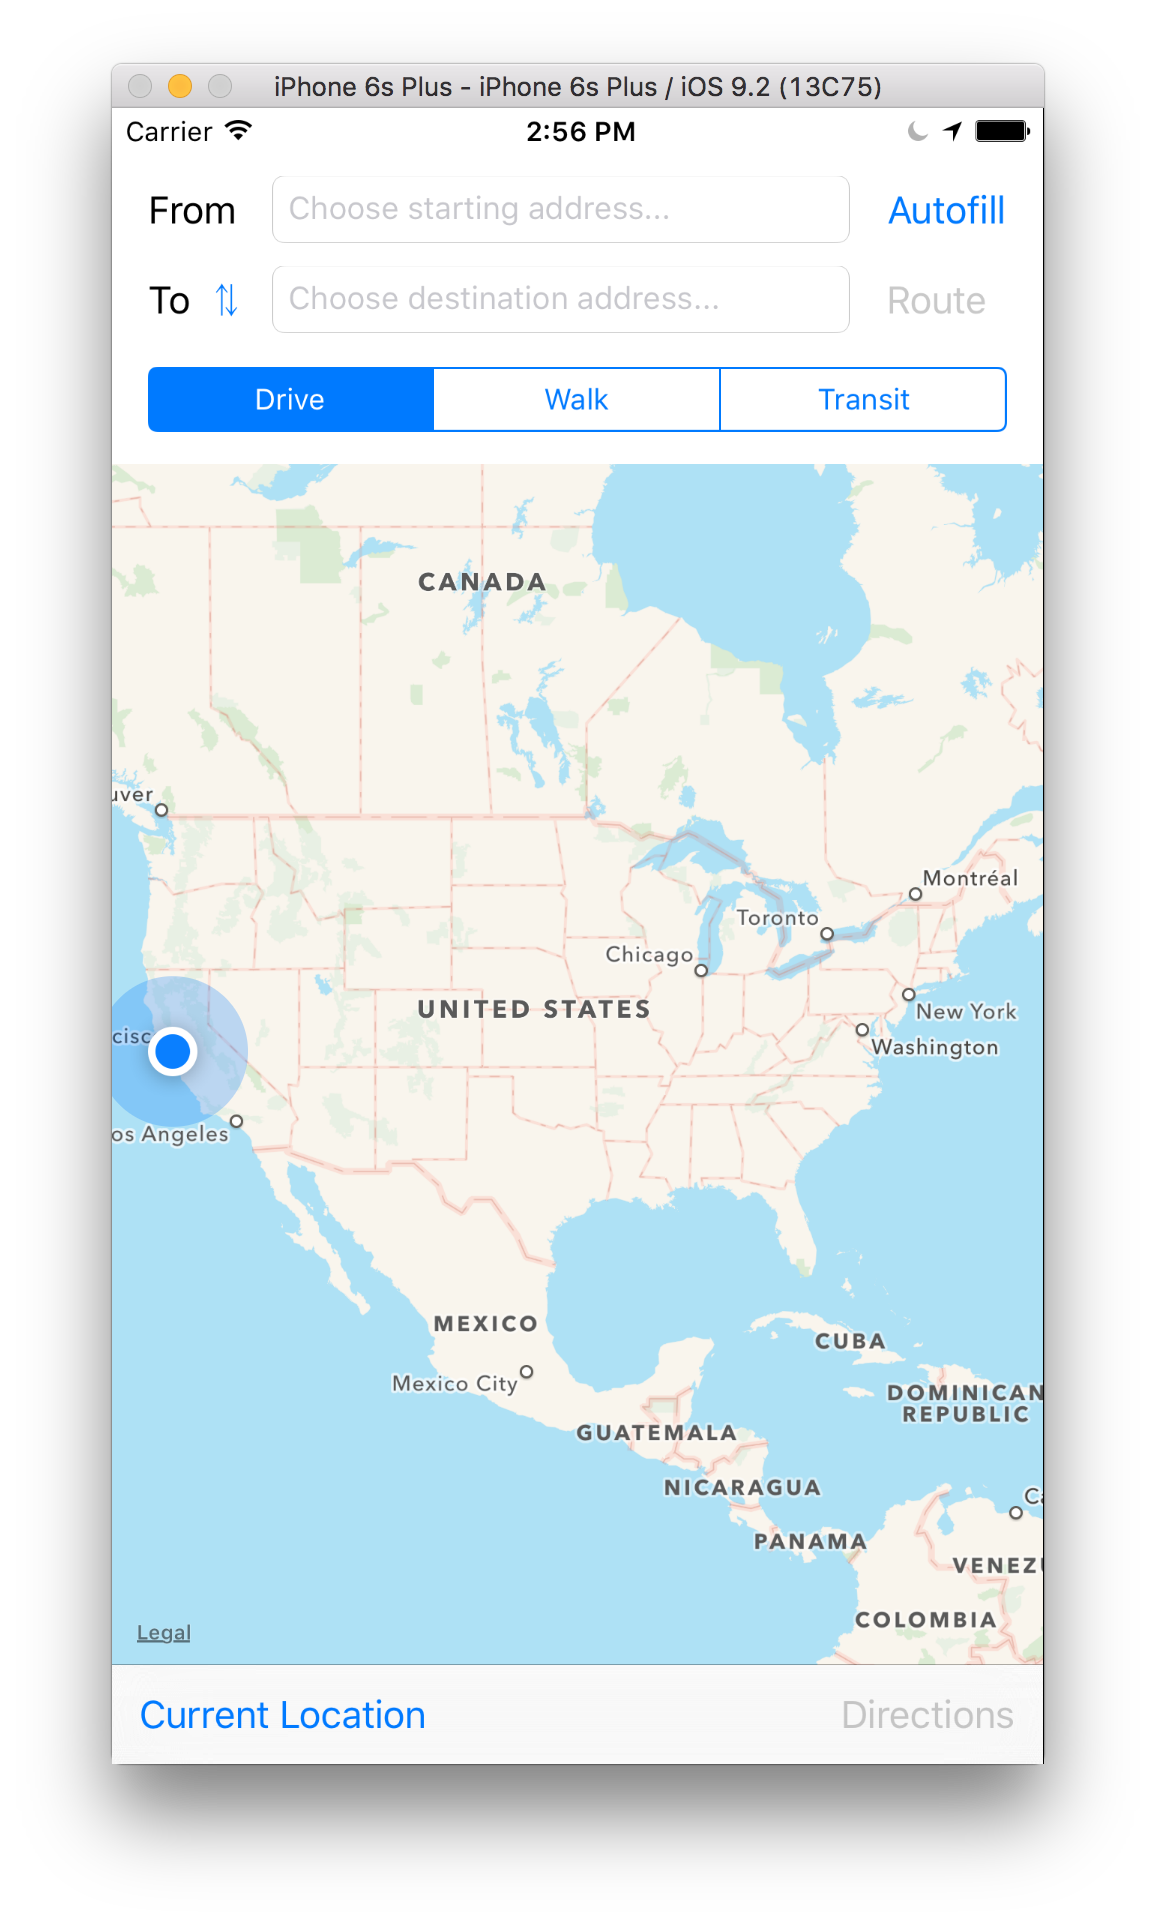 iPhone 6s Plus - iPhone 6s Plus / iOS 9.2 (13C75)
Carrier 2:56 PM
From Choose starting address... Autofill
To Choose destination address... Route
Drive Walk Transit
CANADA
uver
Montréal
Toronto
Chicago
UNITED STATES
New York
cisc
Washington
os Angeles
MEXICO
CUBA
Mexico City
DOMINICAN
REPUBLIC
GUATEMALA
NICARAGUA
Ca
PANAMA
VENEZU
COLOMBIA
Legal
Current Location Directions